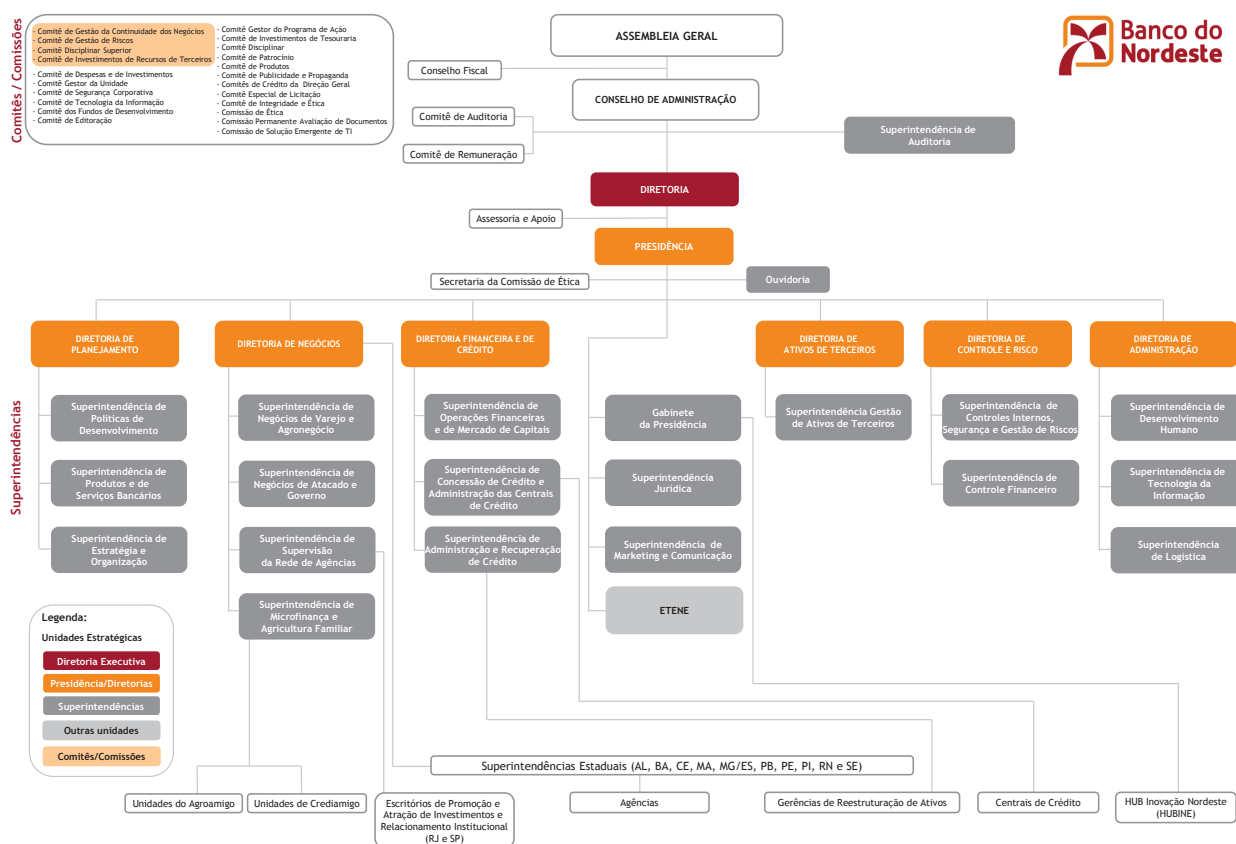 Comitês / Comissões
- Comitê de Gestão da Continuidade dos Negócios
- Comitê de Gestão de Riscos
- Comitê Disciplinar Superior
- Comitê de Investimentos de Recursos de Terceiros
- Comitê de Despesas e de Investimentos
- Comitê Gestor da Unidade
- Comitê de Segurança Corporativa
- Comitê de Tecnologia da Informação
- Comitê dos Fundos de Desenvolvimento
- Comitê de Editoração
- Comitê Gestor do Programa de Ação
- Comitê de Investimentos de Tesouraria
- Comitê Disciplinar
- Comitê de Patrocínio
- Comitê de Produtos
- Comitê de Publicidade e Propaganda
- Comitês de Crédito da Direção Geral
- Comitê Especial de Licitação
- Comitê de Integridade e Ética
- Comissão de Ética
- Comissão Permanente Avaliação de Documentos
- Comissão de Solução Emergente de TI
ASSEMBLEIA GERAL
Banco do
Nordeste
Conselho Fiscal
CONSELHO DE ADMINISTRAÇÃO
Comitê de Auditoria
Superintendência de
Auditoria
Comitê de Remuneração
DIRETORIA
Assessoria e Apoio
PRESIDÊNCIA
Secretaria da Comissão de Ética
Ouvidoria
DIRETORIA DE
PLANEJAMENTO
DIRETORIA DE NEGÓCIOS
DIRETORIA FINANCEIRA E DE
CRÉDITO
DIRETORIA DE
ATIVOS DE TERCEIROS
DIRETORIA DE
CONTROLE E RISCO
DIRETORIA DE
ADMINISTRAÇÃO
Superintendências
Superintendência de
Políticas de
Desenvolvimento
Superintendência de
Negócios de Varejo e
Agronegócio
Superintendência de
Operações Financeiras
e de Mercado de Capitais
Gabinete
da Presidência
Superintendência Gestão
de Ativos de Terceiros
Superintendência de
Controles Internos,
Segurança e Gestão de Riscos
Superintendência de
Desenvolvimento
Humano
Superintendência de
Produtos e de
Serviços Bancários
Superintendência de
Negócios de Atacado e
Governo
Superintendência de
Concessão de Crédito e
Administração das Centrais
de Crédito
Superintendência
Jurídica
Superintendência
de Controle Financeiro
Superintendência de
Tecnologia da
Informação
Superintendência de
Estratégia e
Organização
Superintendência de
Supervisão
da Rede de Agências
Superintendência de
Administração e Recuperação
de Crédito
Superintendência de
Marketing e Comunicação
Superintendência
de Logística
Superintendência de
Microfinança e
Agricultura Familiar
ETENE
Legenda:
Unidades Estratégicas
Diretoria Executiva
Presidência/Diretorias
Superintendências
Outras unidades
Comitês/Comissões
Superintendências Estaduais (AL, BA, CE, MA, MG/ES, PB, PE, PI, RN e SE)
Unidades do Agroamigo
Unidades de Crediamigo
Escritórios de Promoção e
Atração de Investimentos e
Relacionamento Institucional
(RJ e SP)
Agências
Gerências de Reestruturação de Ativos
Centrais de Crédito
HUB Inovação Nordeste
(HUBINE)